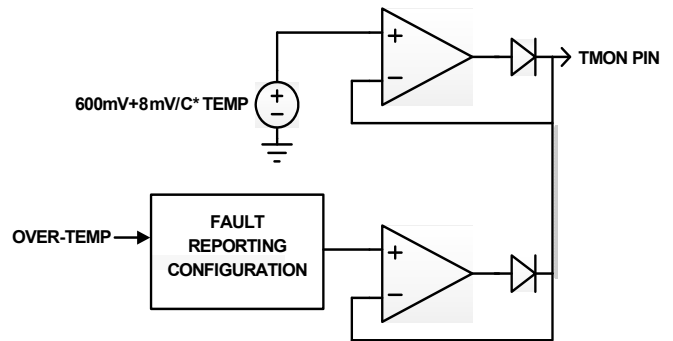 +
−
TMON PIN
600mV+8mV/C* TEMP
+
−
OVER-TEMP
FAULT
REPORTING
CONFIGURATION
+
−